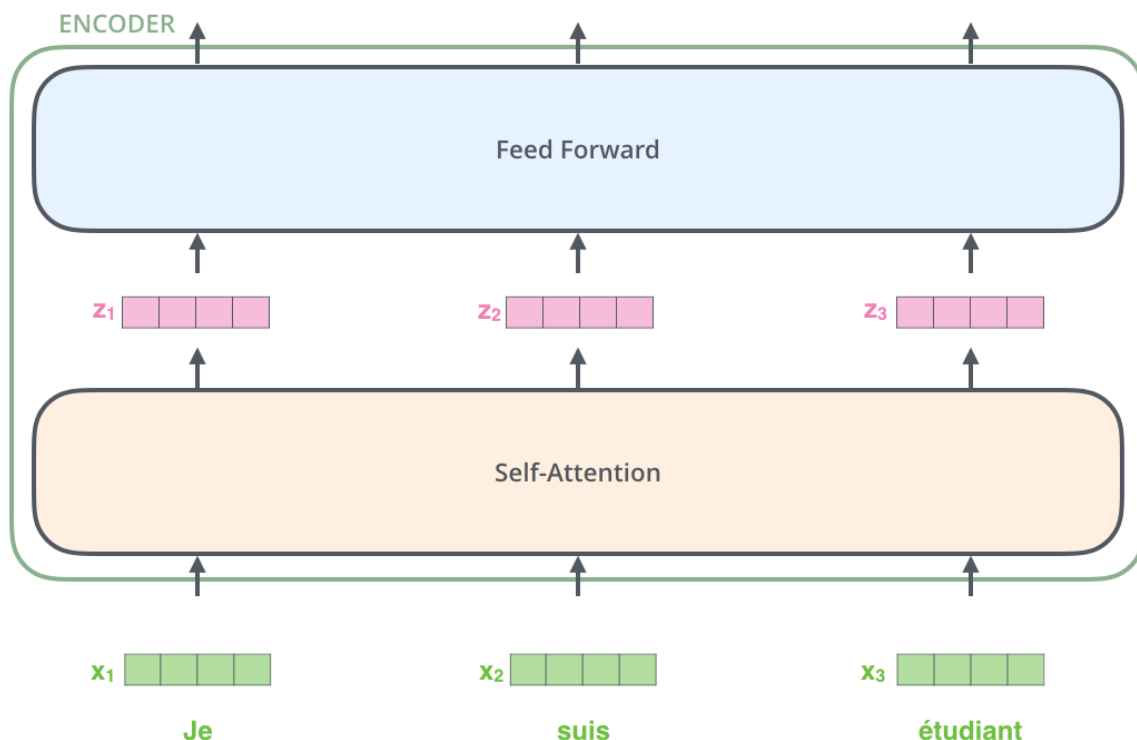 ENCODER
Feed Forward
z₁ z₂ z₃
Self-Attention
x₁ x₂ x₃
Je suis étudiant